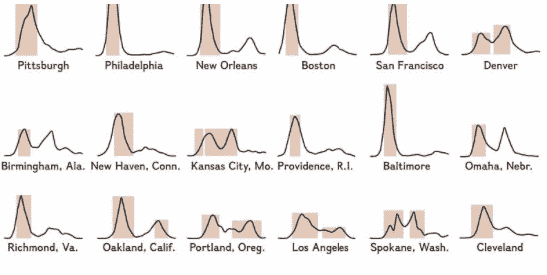 Pittsburgh Philadelphia New Orleans Boston San Francisco Denver
Birmingham, Ala. New Haven, Conn. Kansas City, Mo. Providence, R.I. Baltimore Omaha, Nebr.
Richmond, Va. Oakland, Calif. Portland, Oreg. Los Angeles Spokane, Wash. Cleveland